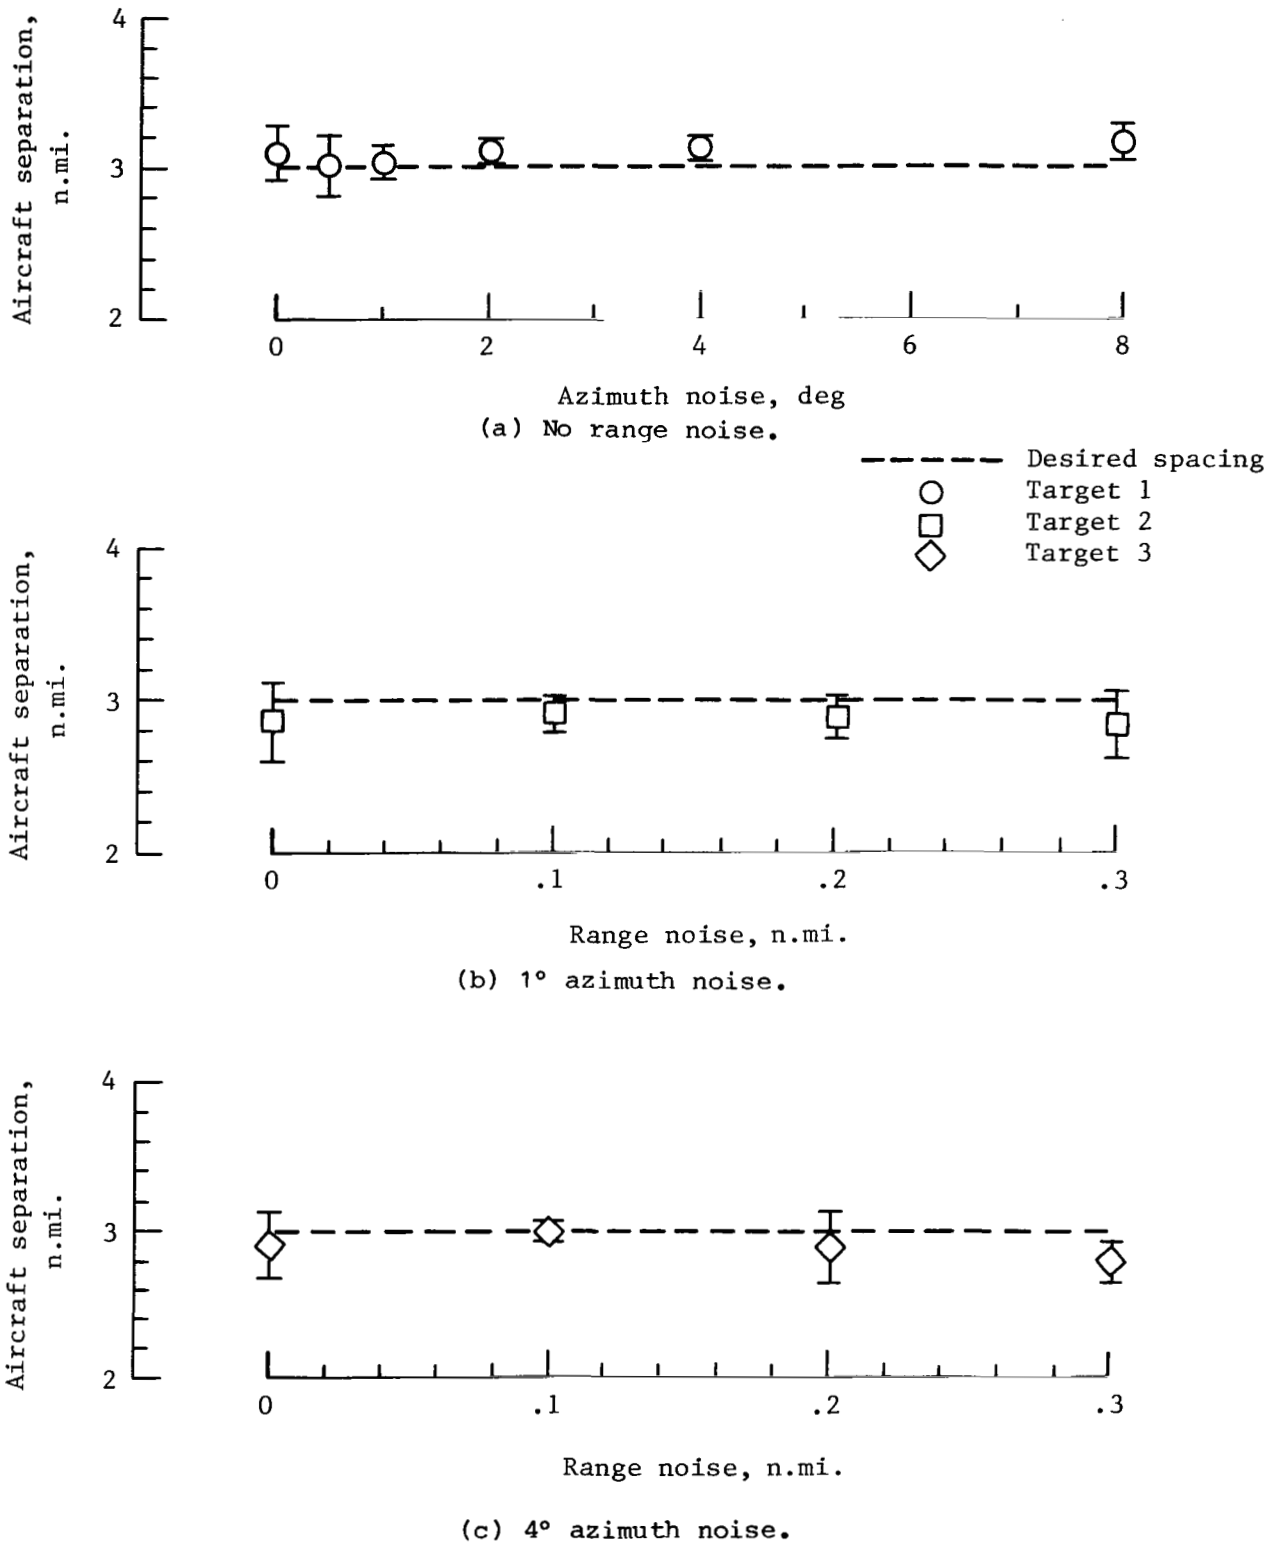 4
3
2
Aircraft separation,
n.mi.
0 2 4 6 8
Azimuth noise, deg
(a) No range noise.
Desired spacing
Target 1
Target 2
Target 3
4
3
2
Aircraft separation,
n.mi.
0 .1 .2 .3
Range noise, n.mi.
(b) 1° azimuth noise.
4
3
2
Aircraft separation,
n.mi.
0 .1 .2 .3
Range noise, n.mi.
(c) 4° azimuth noise.